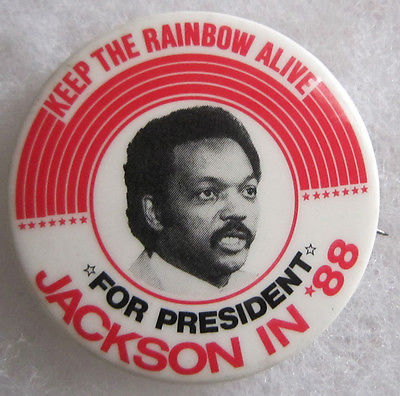 KEEP THE RAINBOW ALIVE
FOR PRESIDENT
JACKSON IN '88